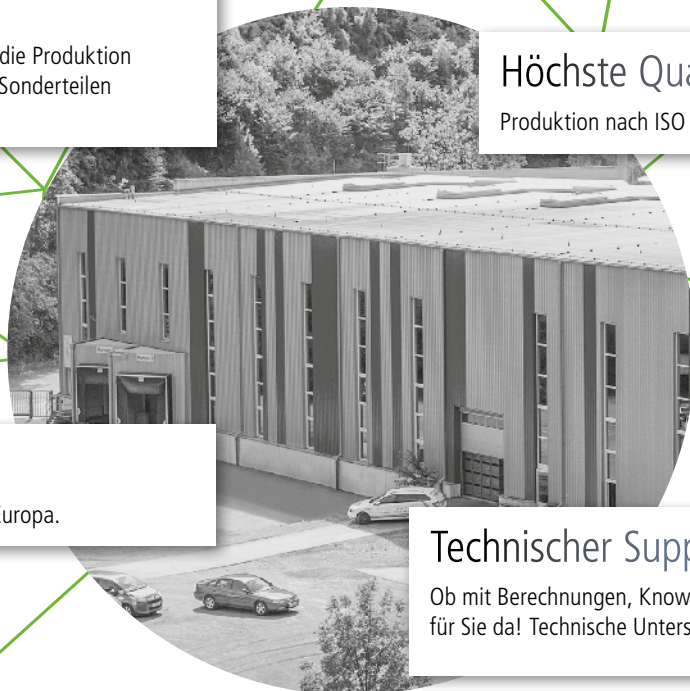 die Produktion
Sonderteilen
Höchste Qua
Produktion nach ISO
Europa.
Technischer Supp
Ob mit Berechnungen, Know
für Sie da! Technische Unters